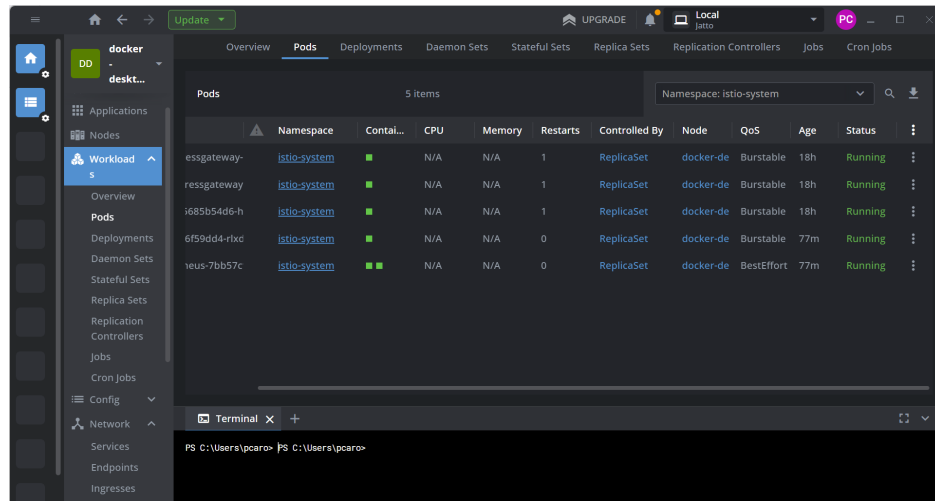 Update
UPGRADE
Local
Jatto
PC
DD
docker
-
deskt...
Overview Pods Deployments Daemon Sets Stateful Sets Replica Sets Replication Controllers Jobs Cron Jobs
Applications
Nodes
Workload
s
Overview
Pods
Deployments
Daemon Sets
Stateful Sets
Replica Sets
Replication
Controllers
Jobs
Cron Jobs
Config
Network
Services
Endpoints
Ingresses
Pods 5 items Namespace: istio-system
Namespace Contai... CPU Memory Restarts Controlled By Node QoS Age Status
essgateway- istio-system N/A N/A 1 ReplicaSet docker-de Burstable 18h Running
ressgateway istio-system N/A N/A 1 ReplicaSet docker-de Burstable 18h Running
5685b54d6-h istio-system N/A N/A 1 ReplicaSet docker-de Burstable 18h Running
6f59dd4-rlxd istio-system N/A N/A 0 ReplicaSet docker-de Burstable 77m Running
neus-7bb57c istio-system N/A N/A 0 ReplicaSet docker-de BestEffort 77m Running
Terminal
PS C:\Users\pcaro> PS C:\Users\pcaro>